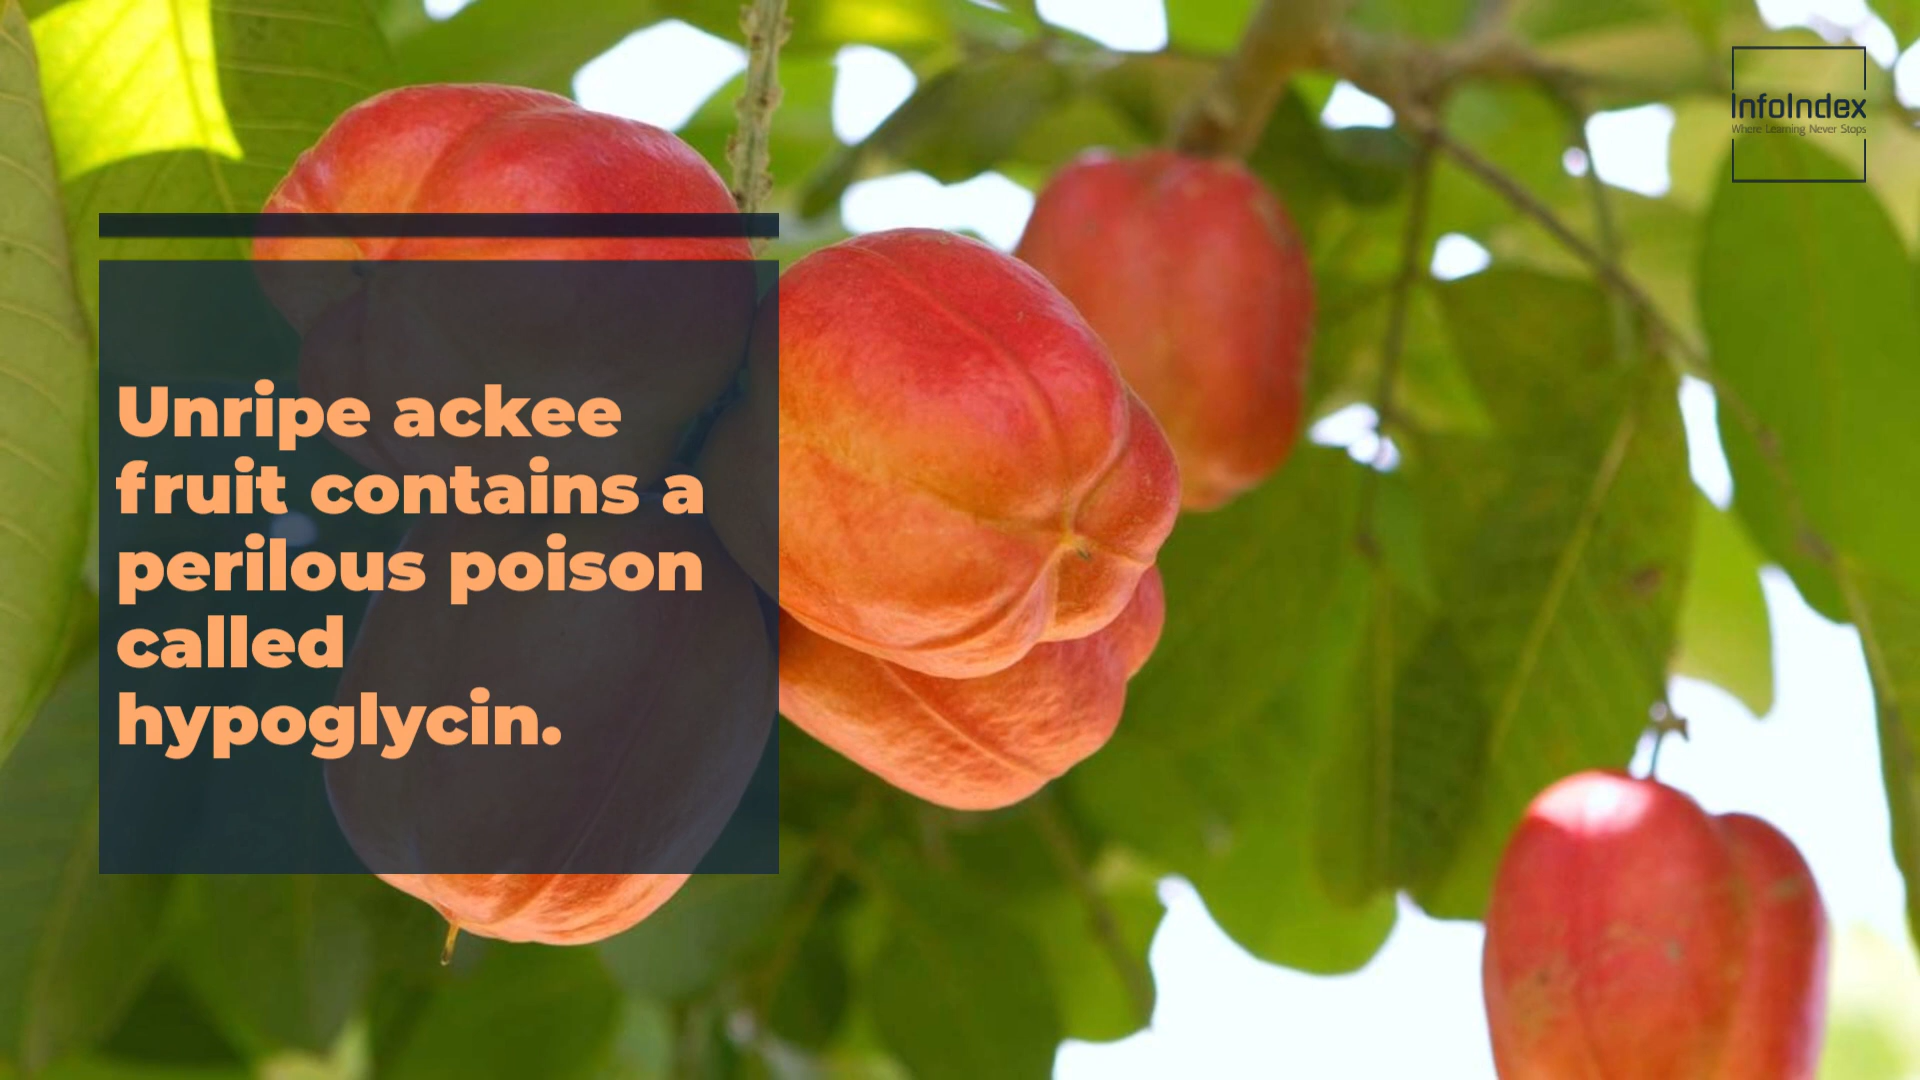 InfoIndex
Where Learning Never Stops
Unripe ackee
fruit contains a
perilous poison
called
hypoglycin.